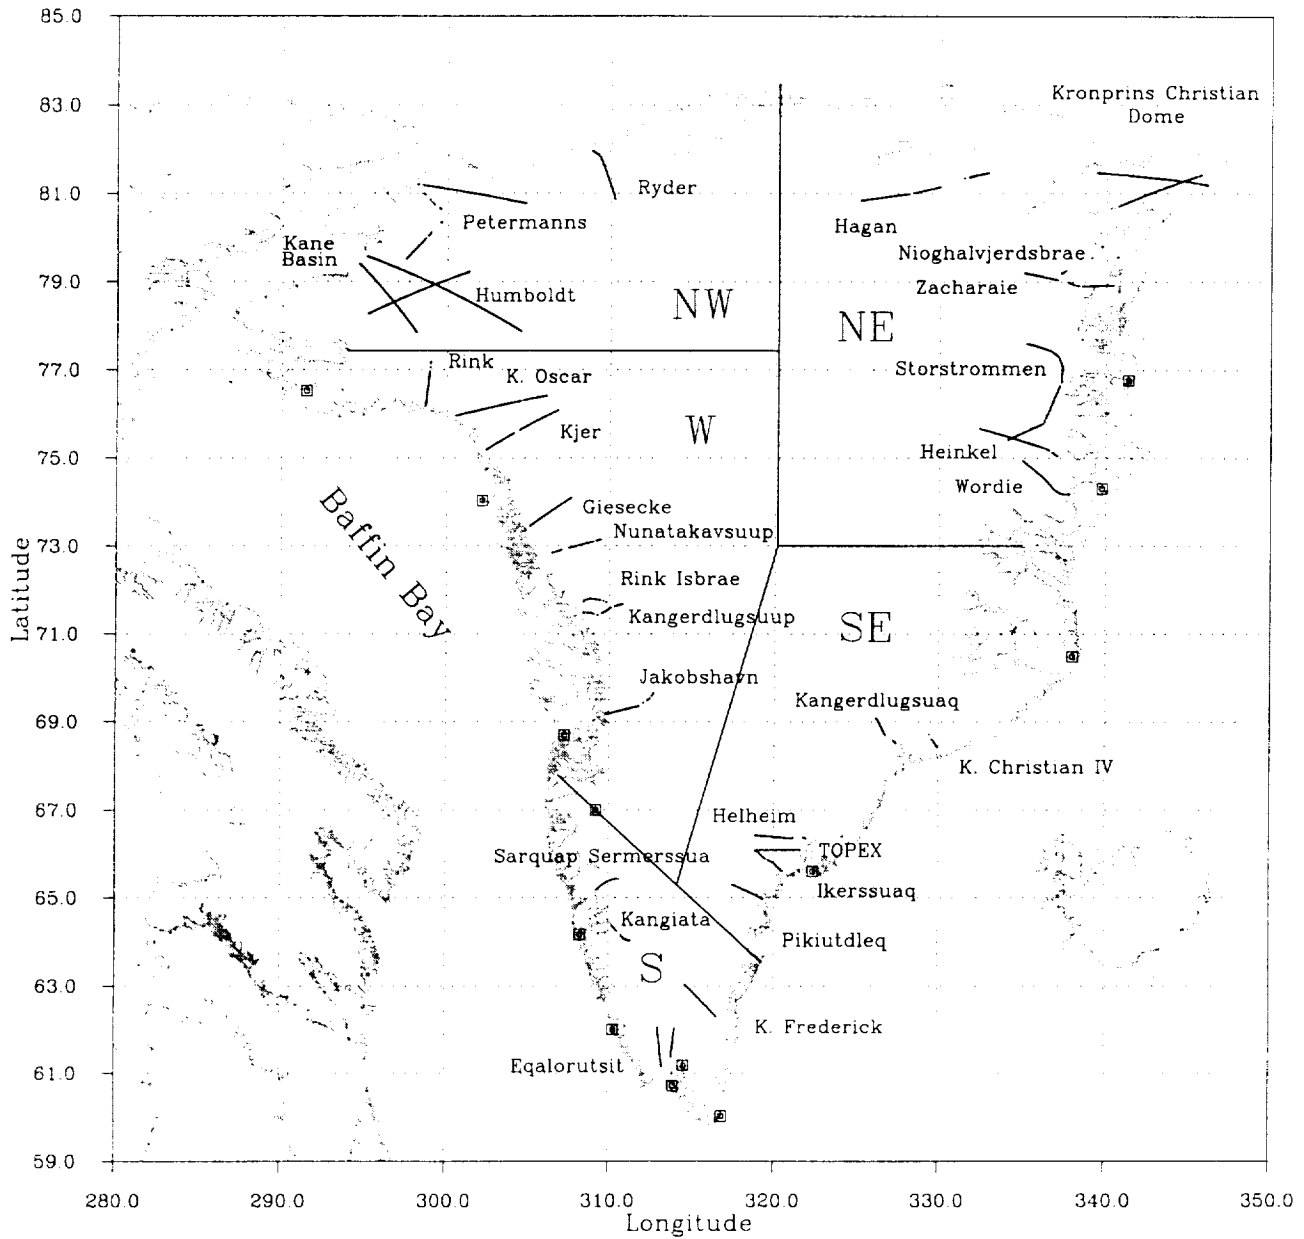 85.0
Kronprins Christian
Dome
83.0
81.0
Ryder
Petermanns
Hagan
Kane
Basin
Nioghalvjerdsbrae
79.0
Zacharaie
Humboldt
NW
NE
77.0
Rink
K. Oscar
Storstrommen
W
Kjer
Heinkel
75.0
Wordie
Baffin Bay
Giesecke
Nunatakavsuup
73.0
Rink Isbrae
Kangerdlugsuup
SE
71.0
Latitude
Jakobshavn
Kangerdlugsuaq
69.0
K. Christian IV
67.0
Helheim
TOPEX
Sarquap Sermerssua
Ikerssuaq
65.0
Kangiata
Pikiutdleq
S
63.0
K. Frederick
Eqalorutsit
61.0
59.0
280.0 290.0 300.0 310.0 320.0 330.0 340.0 350.0
Longitude